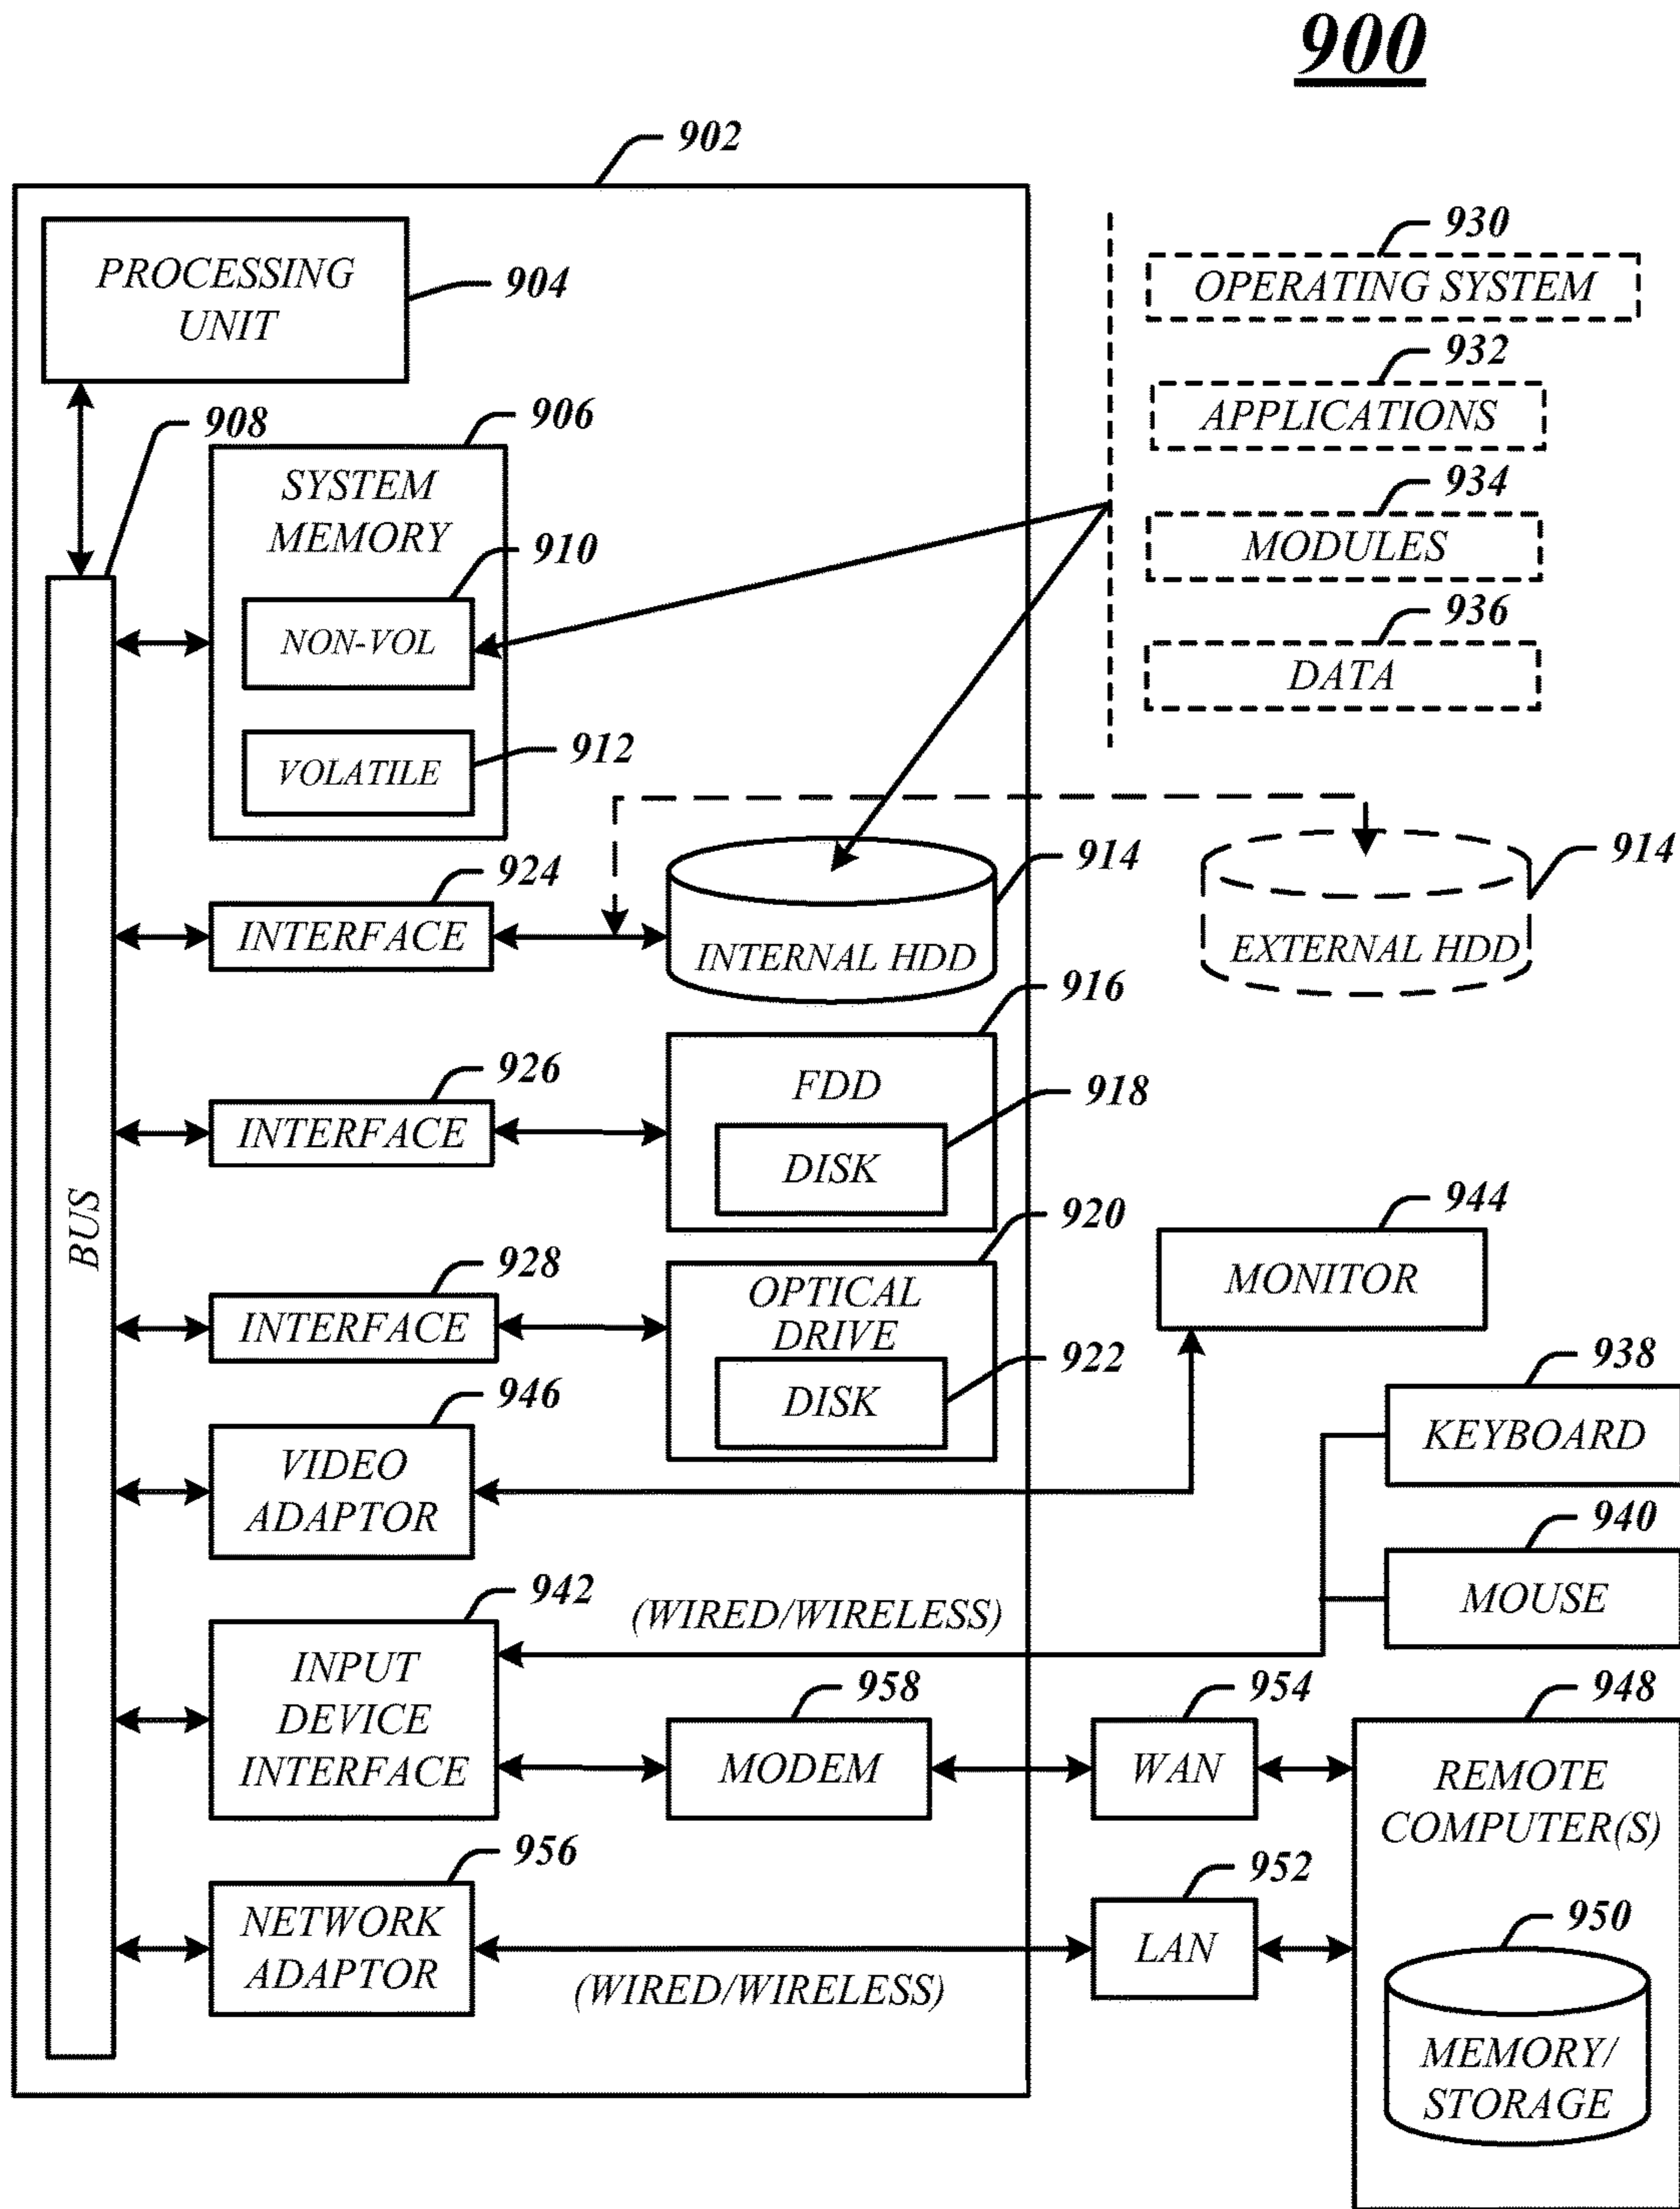 900
902
PROCESSING
UNIT
904
930
OPERATING SYSTEM
932
APPLICATIONS
934
MODULES
936
DATA
908
906
SYSTEM
MEMORY
910
NON-VOL
912
VOLATILE
924
INTERFACE
914
INTERNAL HDD
914
EXTERNAL HDD
916
FDD
926
INTERFACE
918
DISK
BUS
920
OPTICAL
DRIVE
928
INTERFACE
922
DISK
944
MONITOR
938
KEYBOARD
946
VIDEO
ADAPTOR
940
MOUSE
942
INPUT
DEVICE
INTERFACE
(WIRED/WIRELESS)
958
MODEM
954
WAN
948
REMOTE
COMPUTER(S)
956
NETWORK
ADAPTOR
(WIRED/WIRELESS)
952
LAN
950
MEMORY/
STORAGE